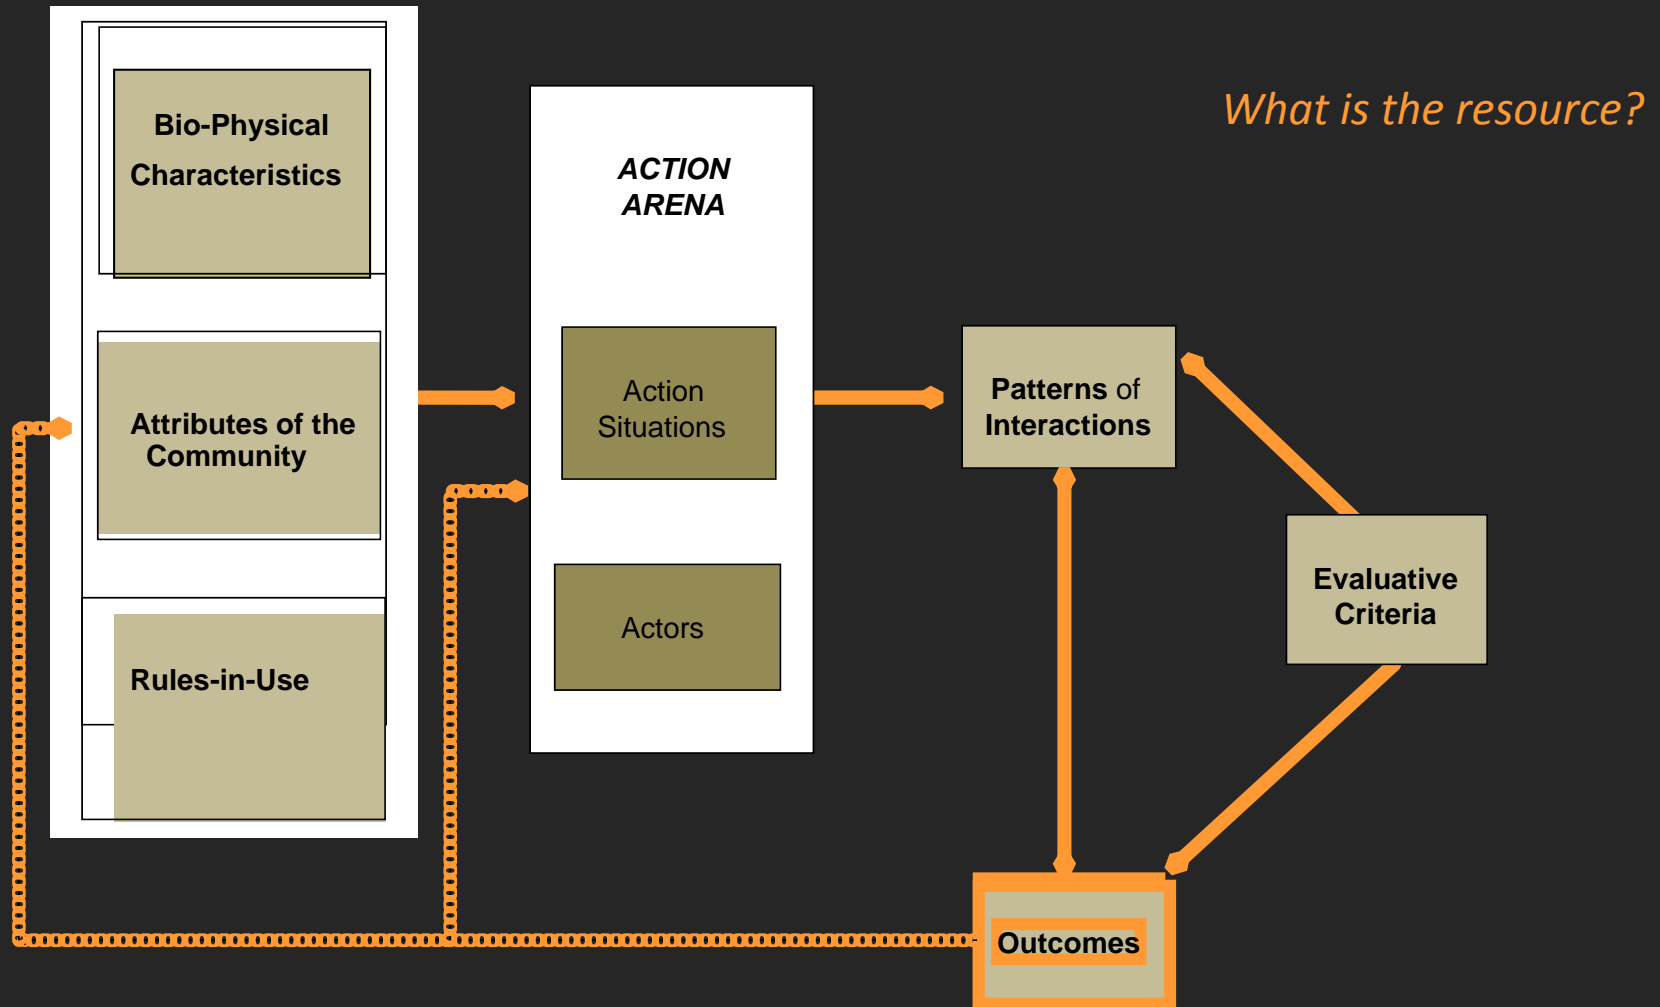 What is the resource?
Bio-Physical
Characteristics
Attributes of the
Community
Rules-in-Use
ACTION
ARENA
Action
Situations
Actors
Patterns of
Interactions
Evaluative
Criteria
Outcomes